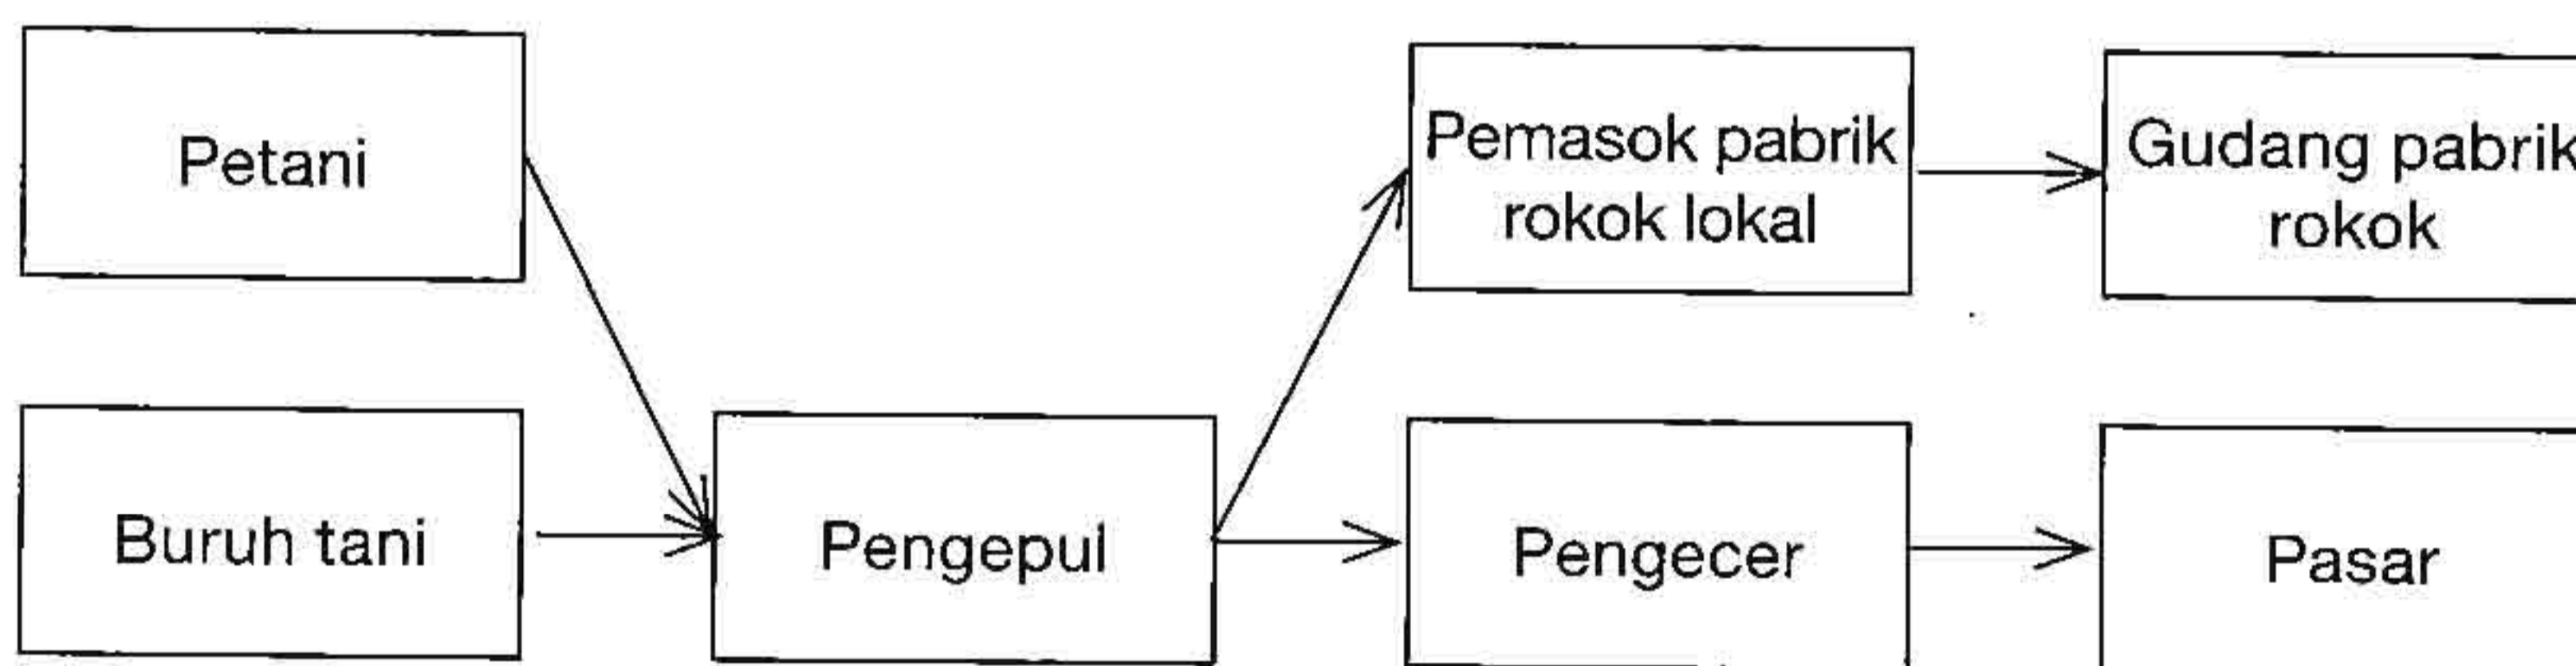 Petani
Pemasok pabrik
rokok lokal
Gudang pabrik
rokok
Buruh tani
Pengepul
Pengecer
Pasar